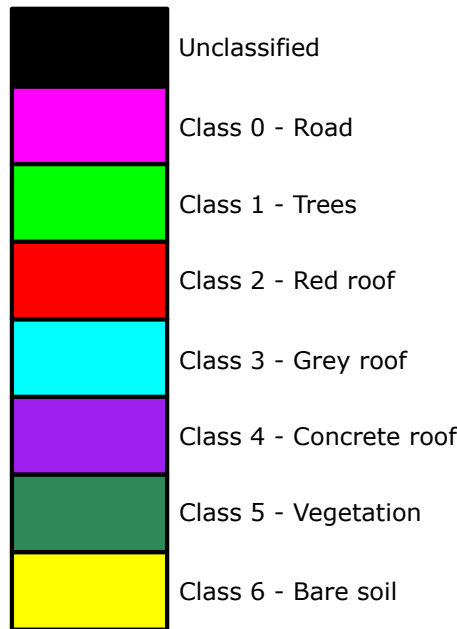 Unclassified
Class 0 - Road
Class 1 - Trees
Class 2 - Red roof
Class 3 - Grey roof
Class 4 - Concrete roof
Class 5 - Vegetation
Class 6 - Bare soil